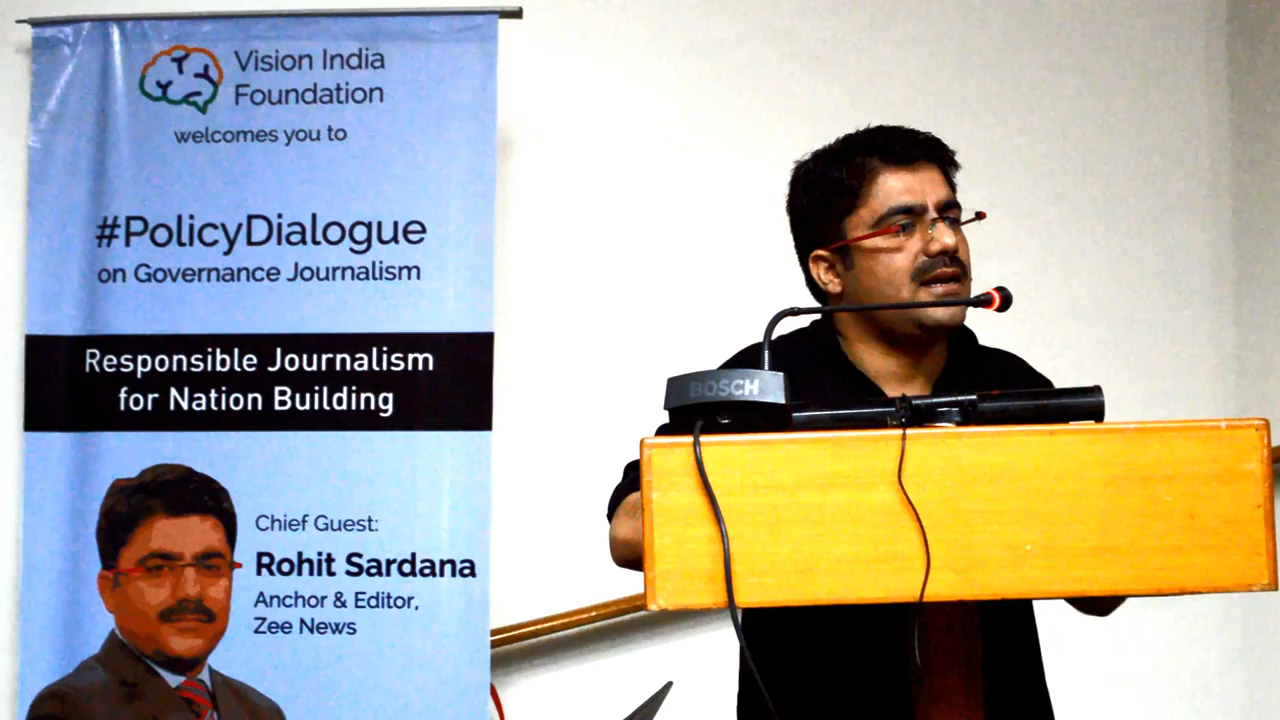 Vision India
Foundation
welcomes you to
#PolicyDialogue
on Governance Journalism
Responsible Journalism
for Nation Building
Chief Guest:
Rohit Sardana
Anchor & Editor,
Zee News
BOSCH